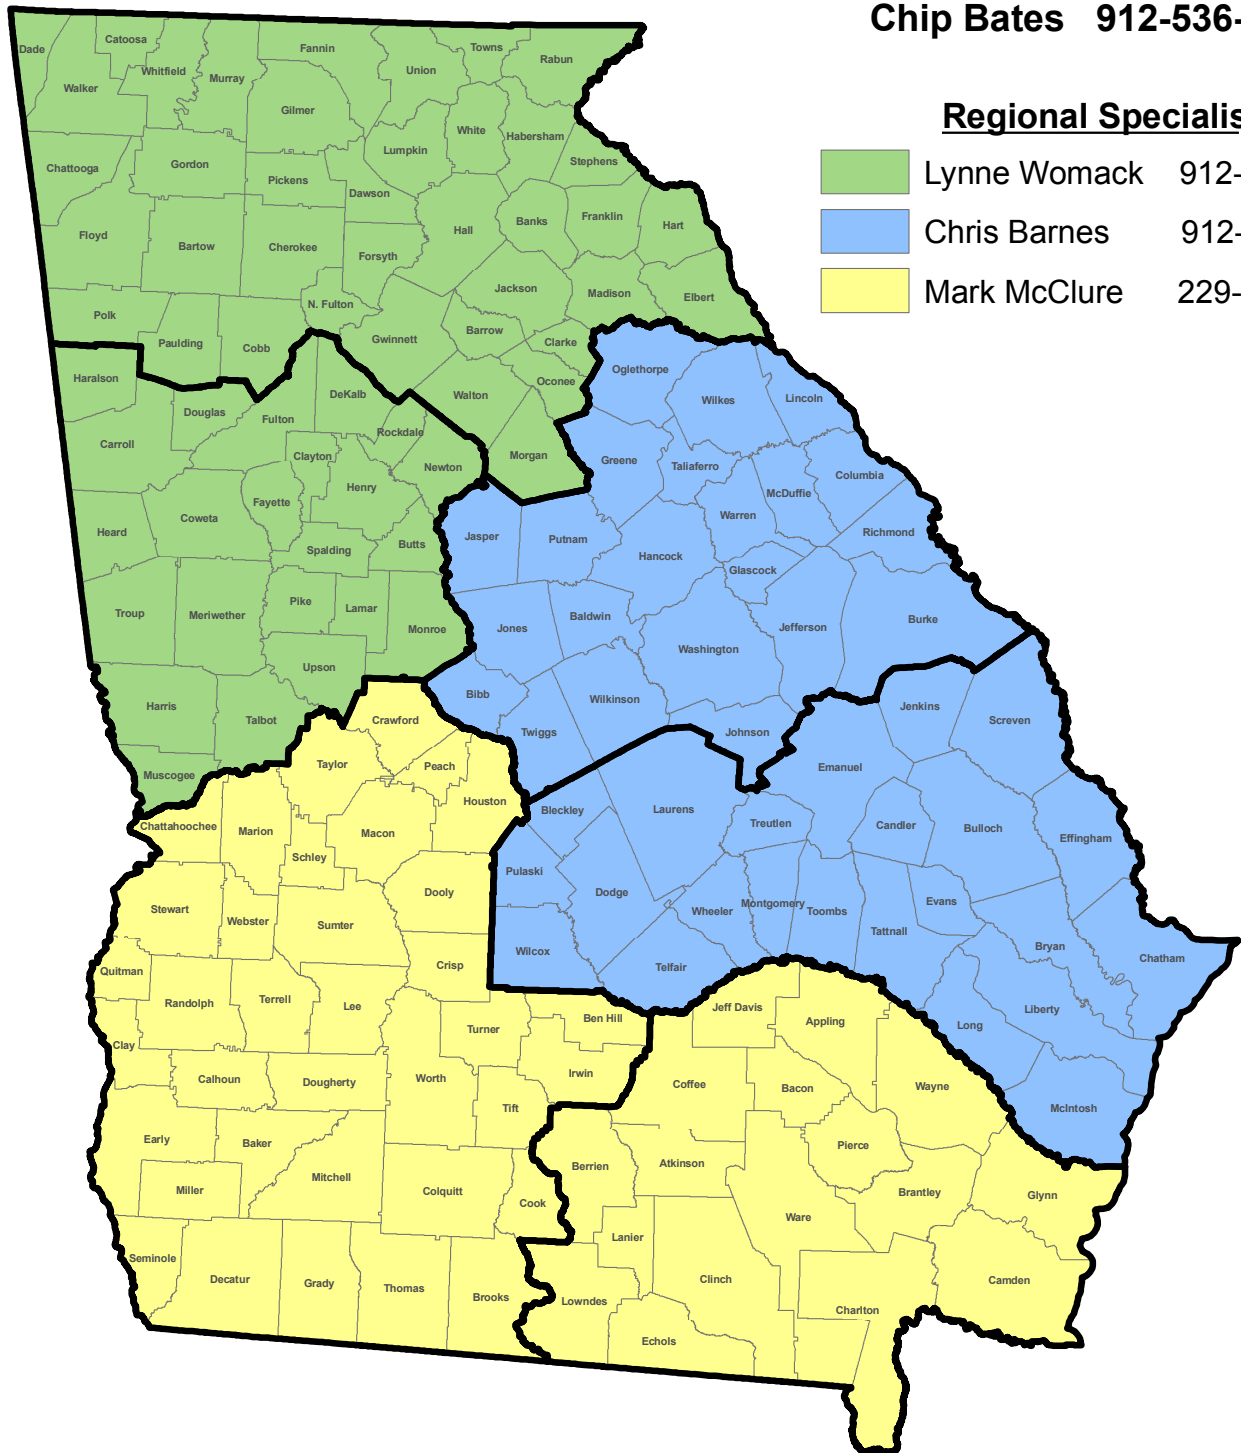 Chip Bates 912-536-
Regional Specialis
Lynne Womack 912-
Chris Barnes 912-
Mark McClure 229-
Dade
Catoosa
Whitfield
Walker
Murray
Fannin
Union
Towns
Rabun
Gilmer
White
Habersham
Lumpkin
Stephens
Chattooga
Gordon
Pickens
Dawson
Floyd
Bartow
Cherokee
Forsyth
Hall
Banks
Franklin
Hart
Jackson
Madison
Elbert
N. Fulton
Polk
Paulding
Cobb
Gwinnett
Barrow
Clarke
Oconee
Walton
Morgan
Haralson
Douglas
Fulton
DeKalb
Rockdale
Newton
Carroll
Clayton
Henry
Fayette
Coweta
Heard
Spalding
Butts
Troup
Meriwether
Pike
Lamar
Monroe
Upson
Harris
Talbot
Muscogee
Oglethorpe
Wilkes
Lincoln
Greene
Taliaferro
Columbia
McDuffie
Warren
Richmond
Jasper
Putnam
Hancock
Glascock
Jones
Baldwin
Jefferson
Burke
Washington
Bibb
Wilkinson
Twiggs
Johnson
Jenkins
Screven
Emanuel
Bleckley
Laurens
Treutlen
Candler
Bulloch
Effingham
Pulaski
Dodge
Wheeler
Montgomery
Toombs
Evans
Tattnall
Bryan
Chatham
Wilcox
Telfair
Long
Liberty
McIntosh
Crawford
Taylor
Peach
Houston
Chattahoochee
Marion
Macon
Schley
Dooly
Stewart
Webster
Sumter
Crisp
Quitman
Randolph
Terrell
Lee
Turner
Ben Hill
Clay
Calhoun
Dougherty
Worth
Irwin
Tift
Early
Baker
Mitchell
Miller
Colquitt
Cook
Seminole
Decatur
Grady
Thomas
Brooks
Jeff Davis
Appling
Coffee
Bacon
Wayne
Pierce
Berrien
Atkinson
Brantley
Glynn
Ware
Lanier
Clinch
Camden
Charlton
Lowndes
Echols